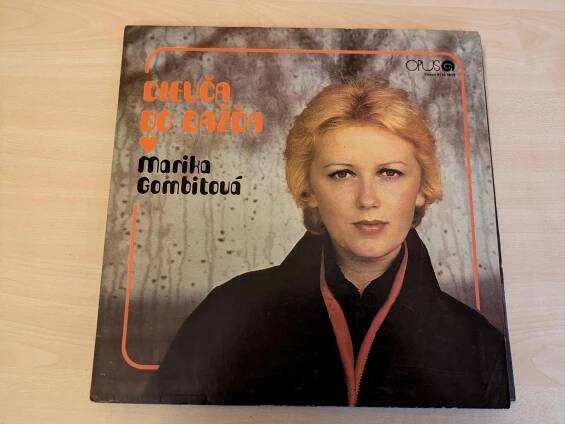 DIEVČA
DO DAŽĎA
Marika
Gombitová
OPUS